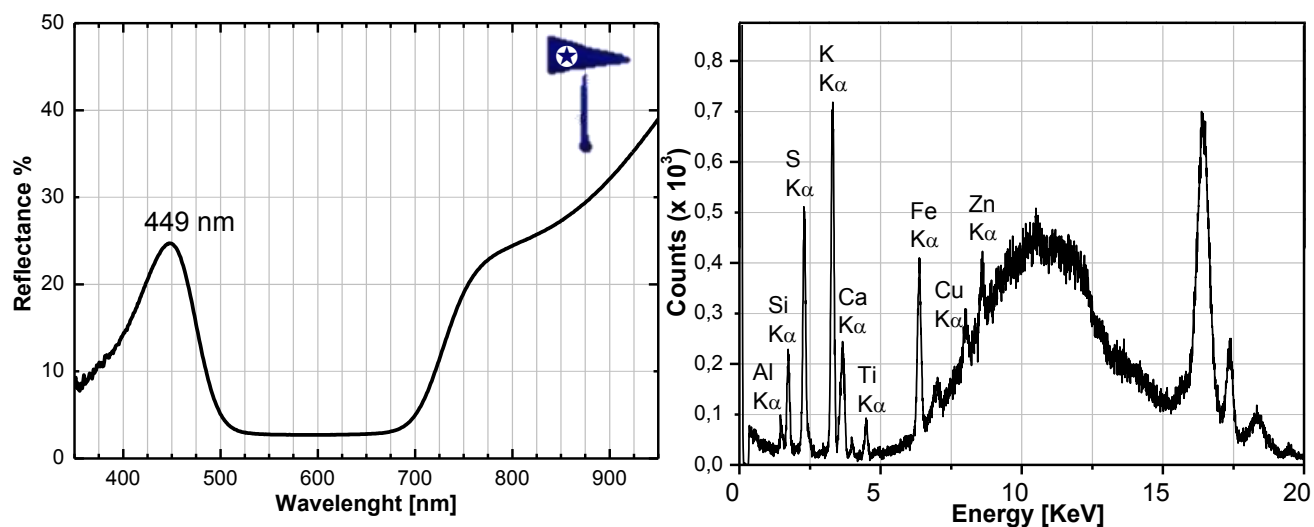 50
40
30
20
10
0
Reflectance %
449 nm
400 500 600 700 800 900
Wavelenght [nm]
0,8
0,7
0,6
0,5
0,4
0,3
0,2
0,1
0,0
Counts (x 10³)
Al
Kα
Si
Kα
S
Kα
K
Kα
Ca
Kα
Ti
Kα
Fe
Kα
Cu
Kα
Zn
Kα
0 5 10 15 20
Energy [KeV]